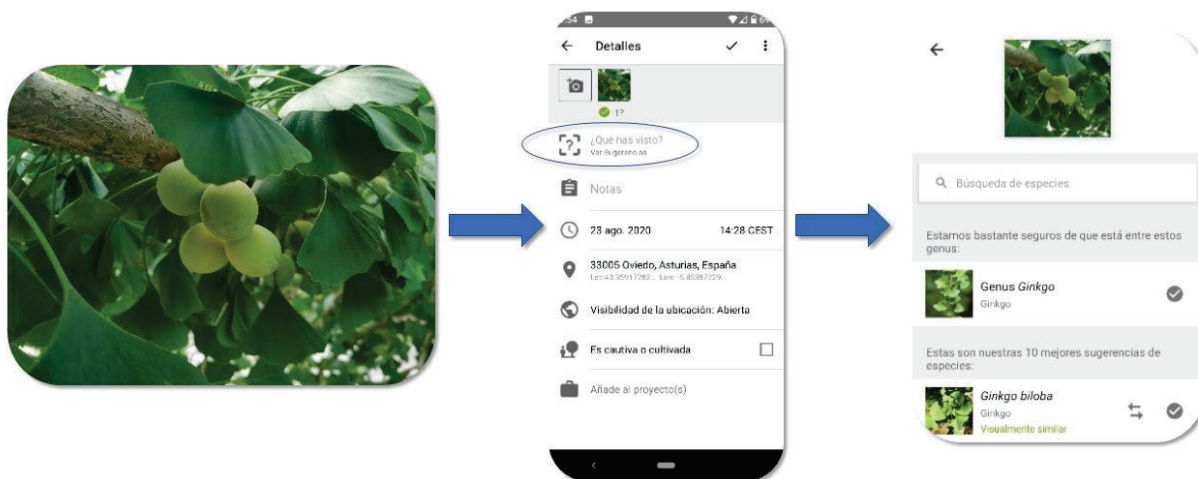 :54
Detalles
1º
¿Qué has visto?
Ver Sugerencias
Notas
23 ago. 2020 14:28 CEST
33005 Oviedo, Asturias, España
Visibilidad de la ubicación: Abierta
Es cautiva o cultivada
Añade al proyecto(s)
Búsqueda de especies
Estamos bastante seguros de que está entre estos
genus:
Genus Ginkgo
Ginkgo
Estas son nuestras 10 mejores sugerencias de
especies:
Ginkgo biloba
Ginkgo
Visualmente similar